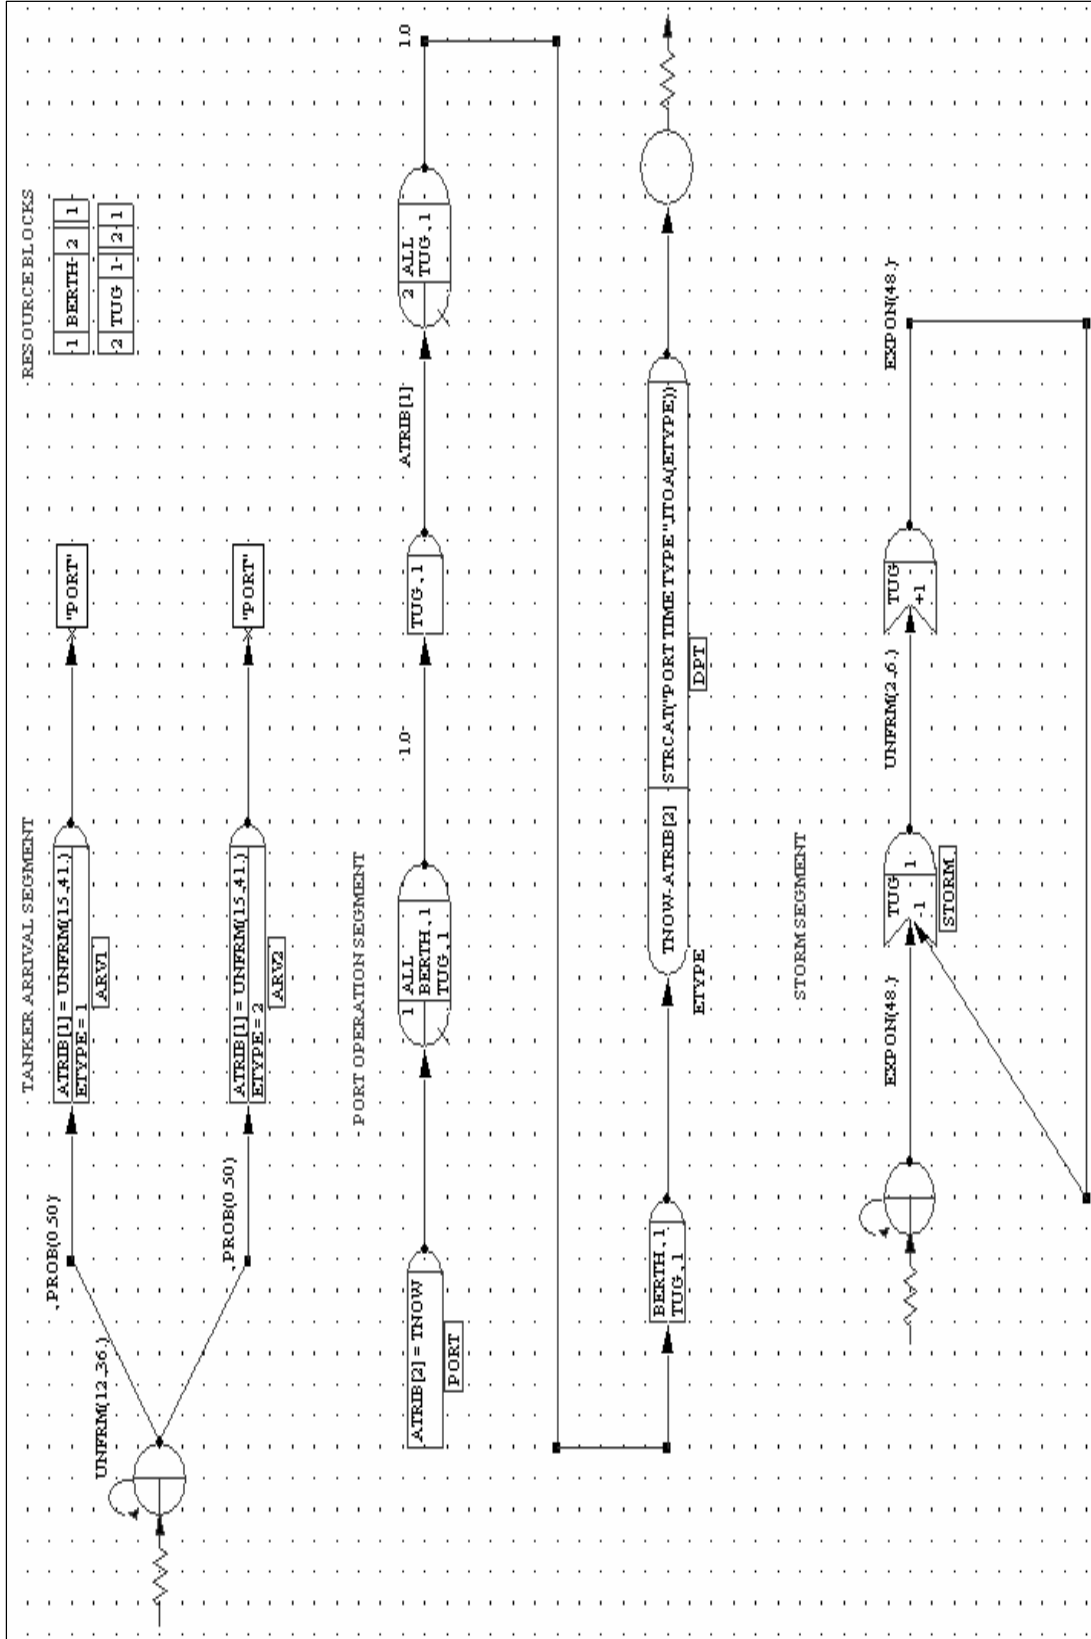 TANKER ARRIVAL SEGMENT
RESOURCE BLOCKS
UNFRM(12.,36.)
,PROB(0.50)
ATRIB[1] = UNFRM(15.,41.)
ETYPE = 1
ARV1
"PORT"
1 BERTH 2 1
2 TUG 1 2 1
,PROB(0.50)
ATRIB[1] = UNFRM(15.,41.)
ETYPE = 2
ARV2
"PORT"
PORT OPERATION SEGMENT
ATRIB[2] = TNOW
PORT
1
ALL
BERTH,1
TUG,1
1.0
TUG,1
ATRIB[1]
2
ALL
TUG,1
1.0
BERTH,1
TUG,1
ETYPE
TNOW-ATRIB[2]
STRCAT("PORT TIME TYPE",ITOA(ETYPE))
DPT
STORM SEGMENT
EXPON(48.)
TUG
-1
1
STORM
UNFRM(2.,6.)
TUG
+1
EXPON(48.)